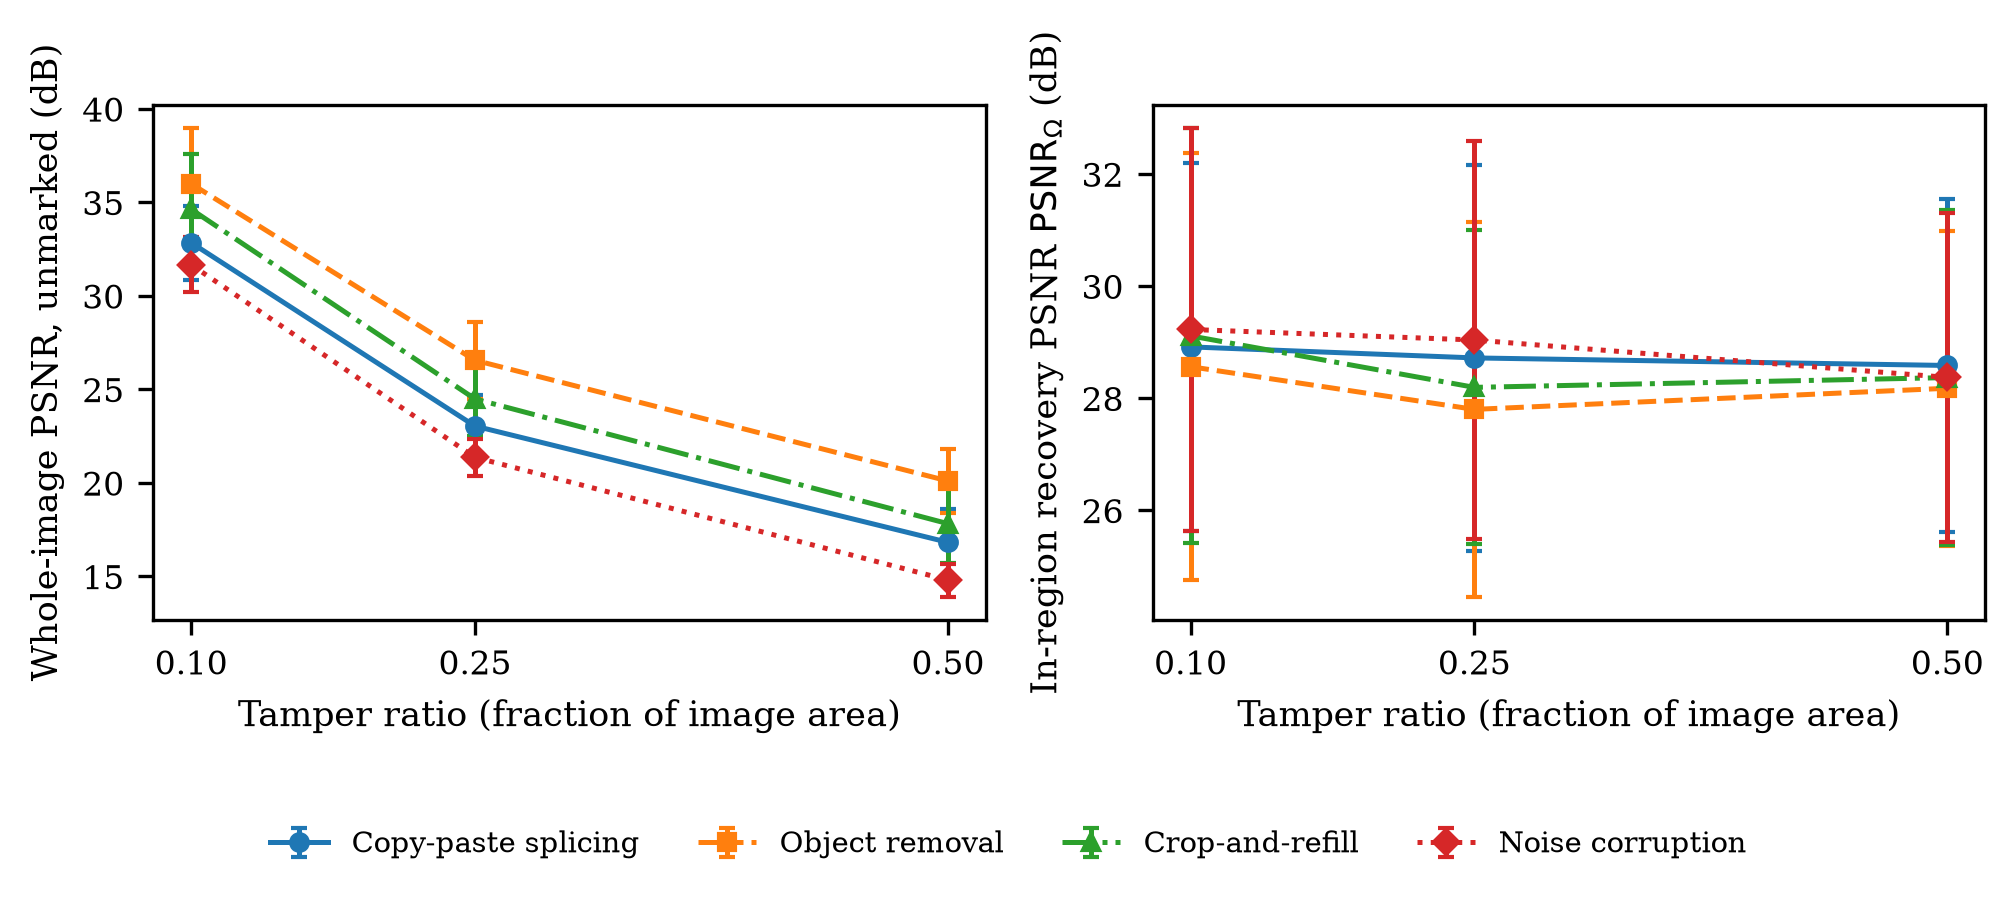 Whole-image PSNR, unmarked (dB)
40
35
30
25
20
15
0.10 0.25 0.50
Tamper ratio (fraction of image area)
In-region recovery PSNR PSNR_Ω (dB)
32
30
28
26
0.10 0.25 0.50
Tamper ratio (fraction of image area)
Copy-paste splicing Object removal Crop-and-refill Noise corruption